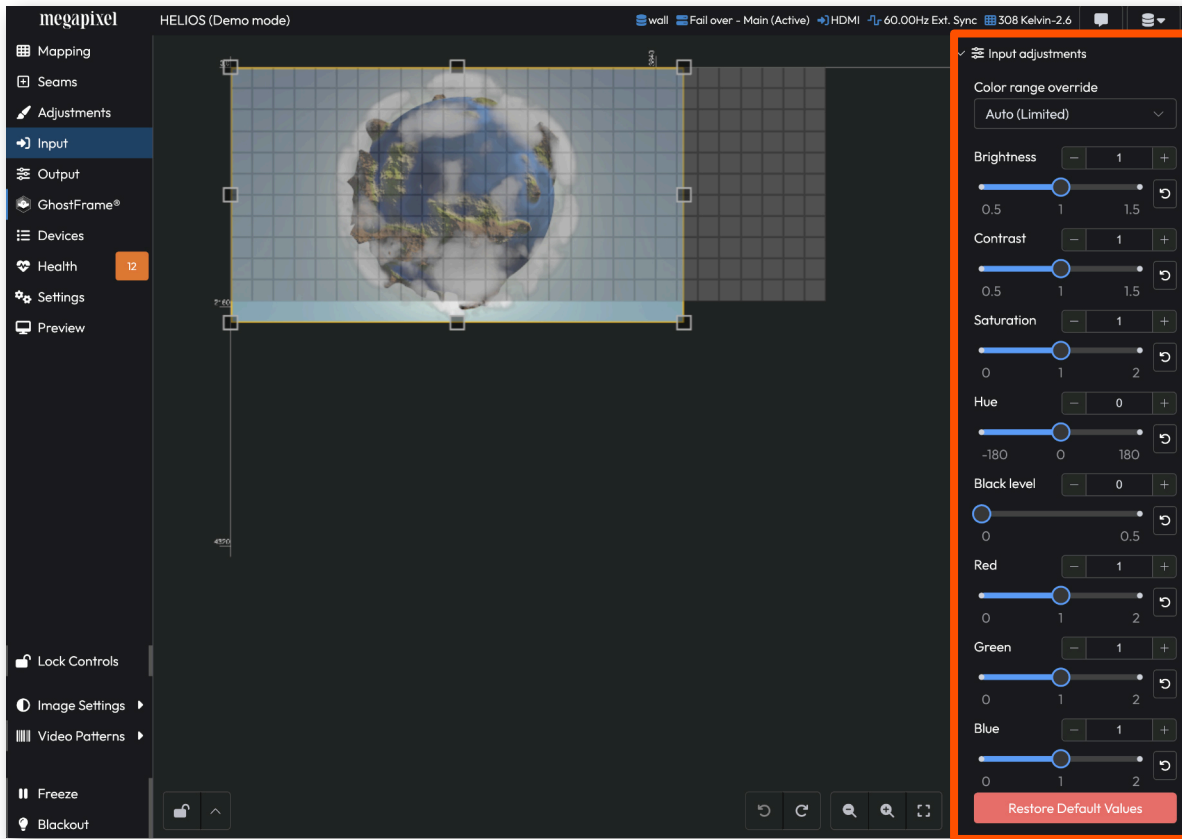 megapixel
HELIOS (Demo mode)
wall Fail over - Main (Active) HDMI 60.00Hz Ext. Sync 308 Kelvin-2.6
Mapping
Seams
Adjustments
Input
Output
GhostFrame®
Devices
Health 12
Settings
Preview
Lock Controls
Image Settings
Video Patterns
Freeze
Blackout
2160
4320
Input adjustments
Color range override
Auto (Limited)
Brightness − 1 +
0.5 1 1.5
Contrast − 1 +
0.5 1 1.5
Saturation − 1 +
0 1 2
Hue − 0 +
-180 0 180
Black level − 0 +
0 0.5
Red − 1 +
0 1 2
Green − 1 +
0 1 2
Blue − 1 +
0 1 2
Restore Default Values